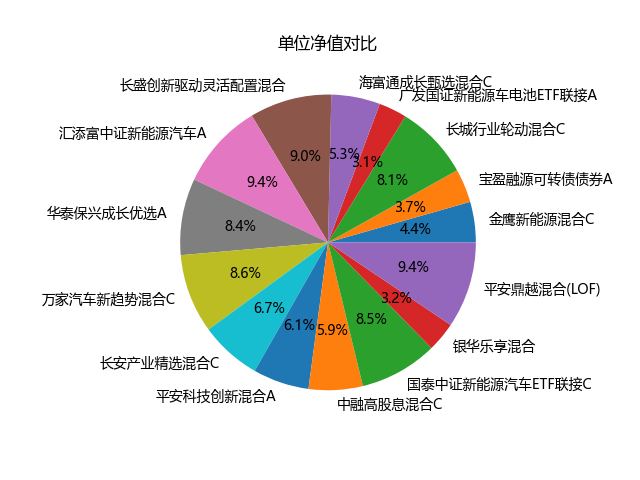 单位净值对比
海富通成长甄选混合C
长盛创新驱动灵活配置混合
广发国证新能源车电池ETF联接A
汇添富中证新能源汽车A
长城行业轮动混合C
5.3%
9.0%
3.1%
宝盈融源可转债债券A
8.1%
9.4%
3.7%
华泰保兴成长优选A
金鹰新能源混合C
8.4%
4.4%
9.4%
8.6%
平安鼎越混合(LOF)
万家汽车新趋势混合C
3.2%
6.7%
8.5%
6.1%
5.9%
银华乐享混合
长安产业精选混合C
国泰中证新能源汽车ETF联接C
平安科技创新混合A
中融高股息混合C